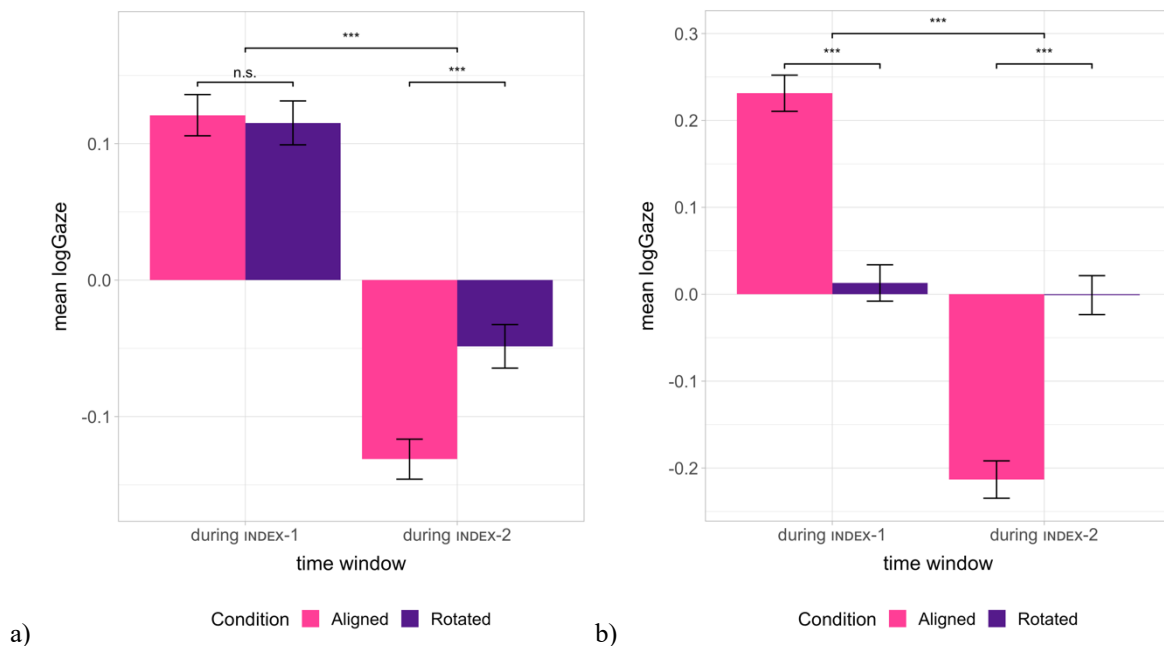 ***
n.s.
***
0.1
0.0
-0.1
mean logGaze
during INDEX-1 during INDEX-2
time window
Condition Aligned Rotated
a)
***
***
***
0.3
0.2
0.1
0.0
-0.1
-0.2
mean logGaze
during INDEX-1 during INDEX-2
time window
Condition Aligned Rotated
b)